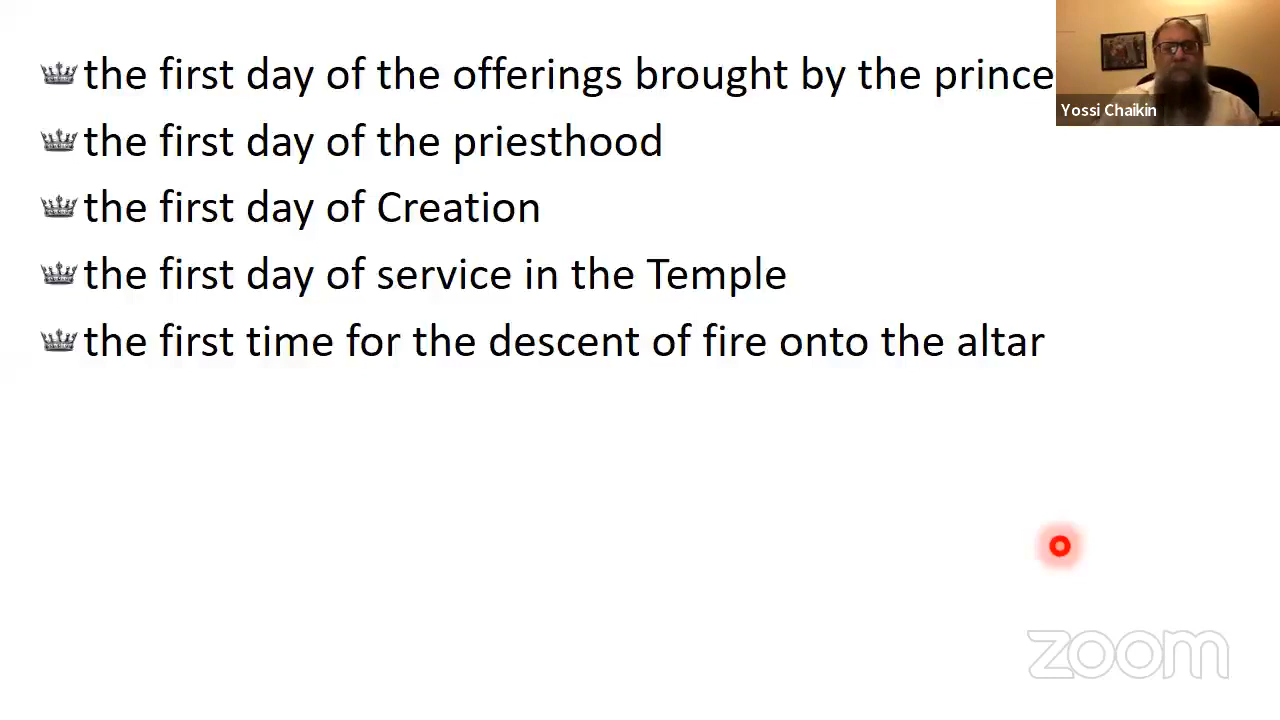 the first day of the offerings brought by the prince
the first day of the priesthood
the first day of Creation
the first day of service in the Temple
the first time for the descent of fire onto the altar
Yossi Chaikin
zoom